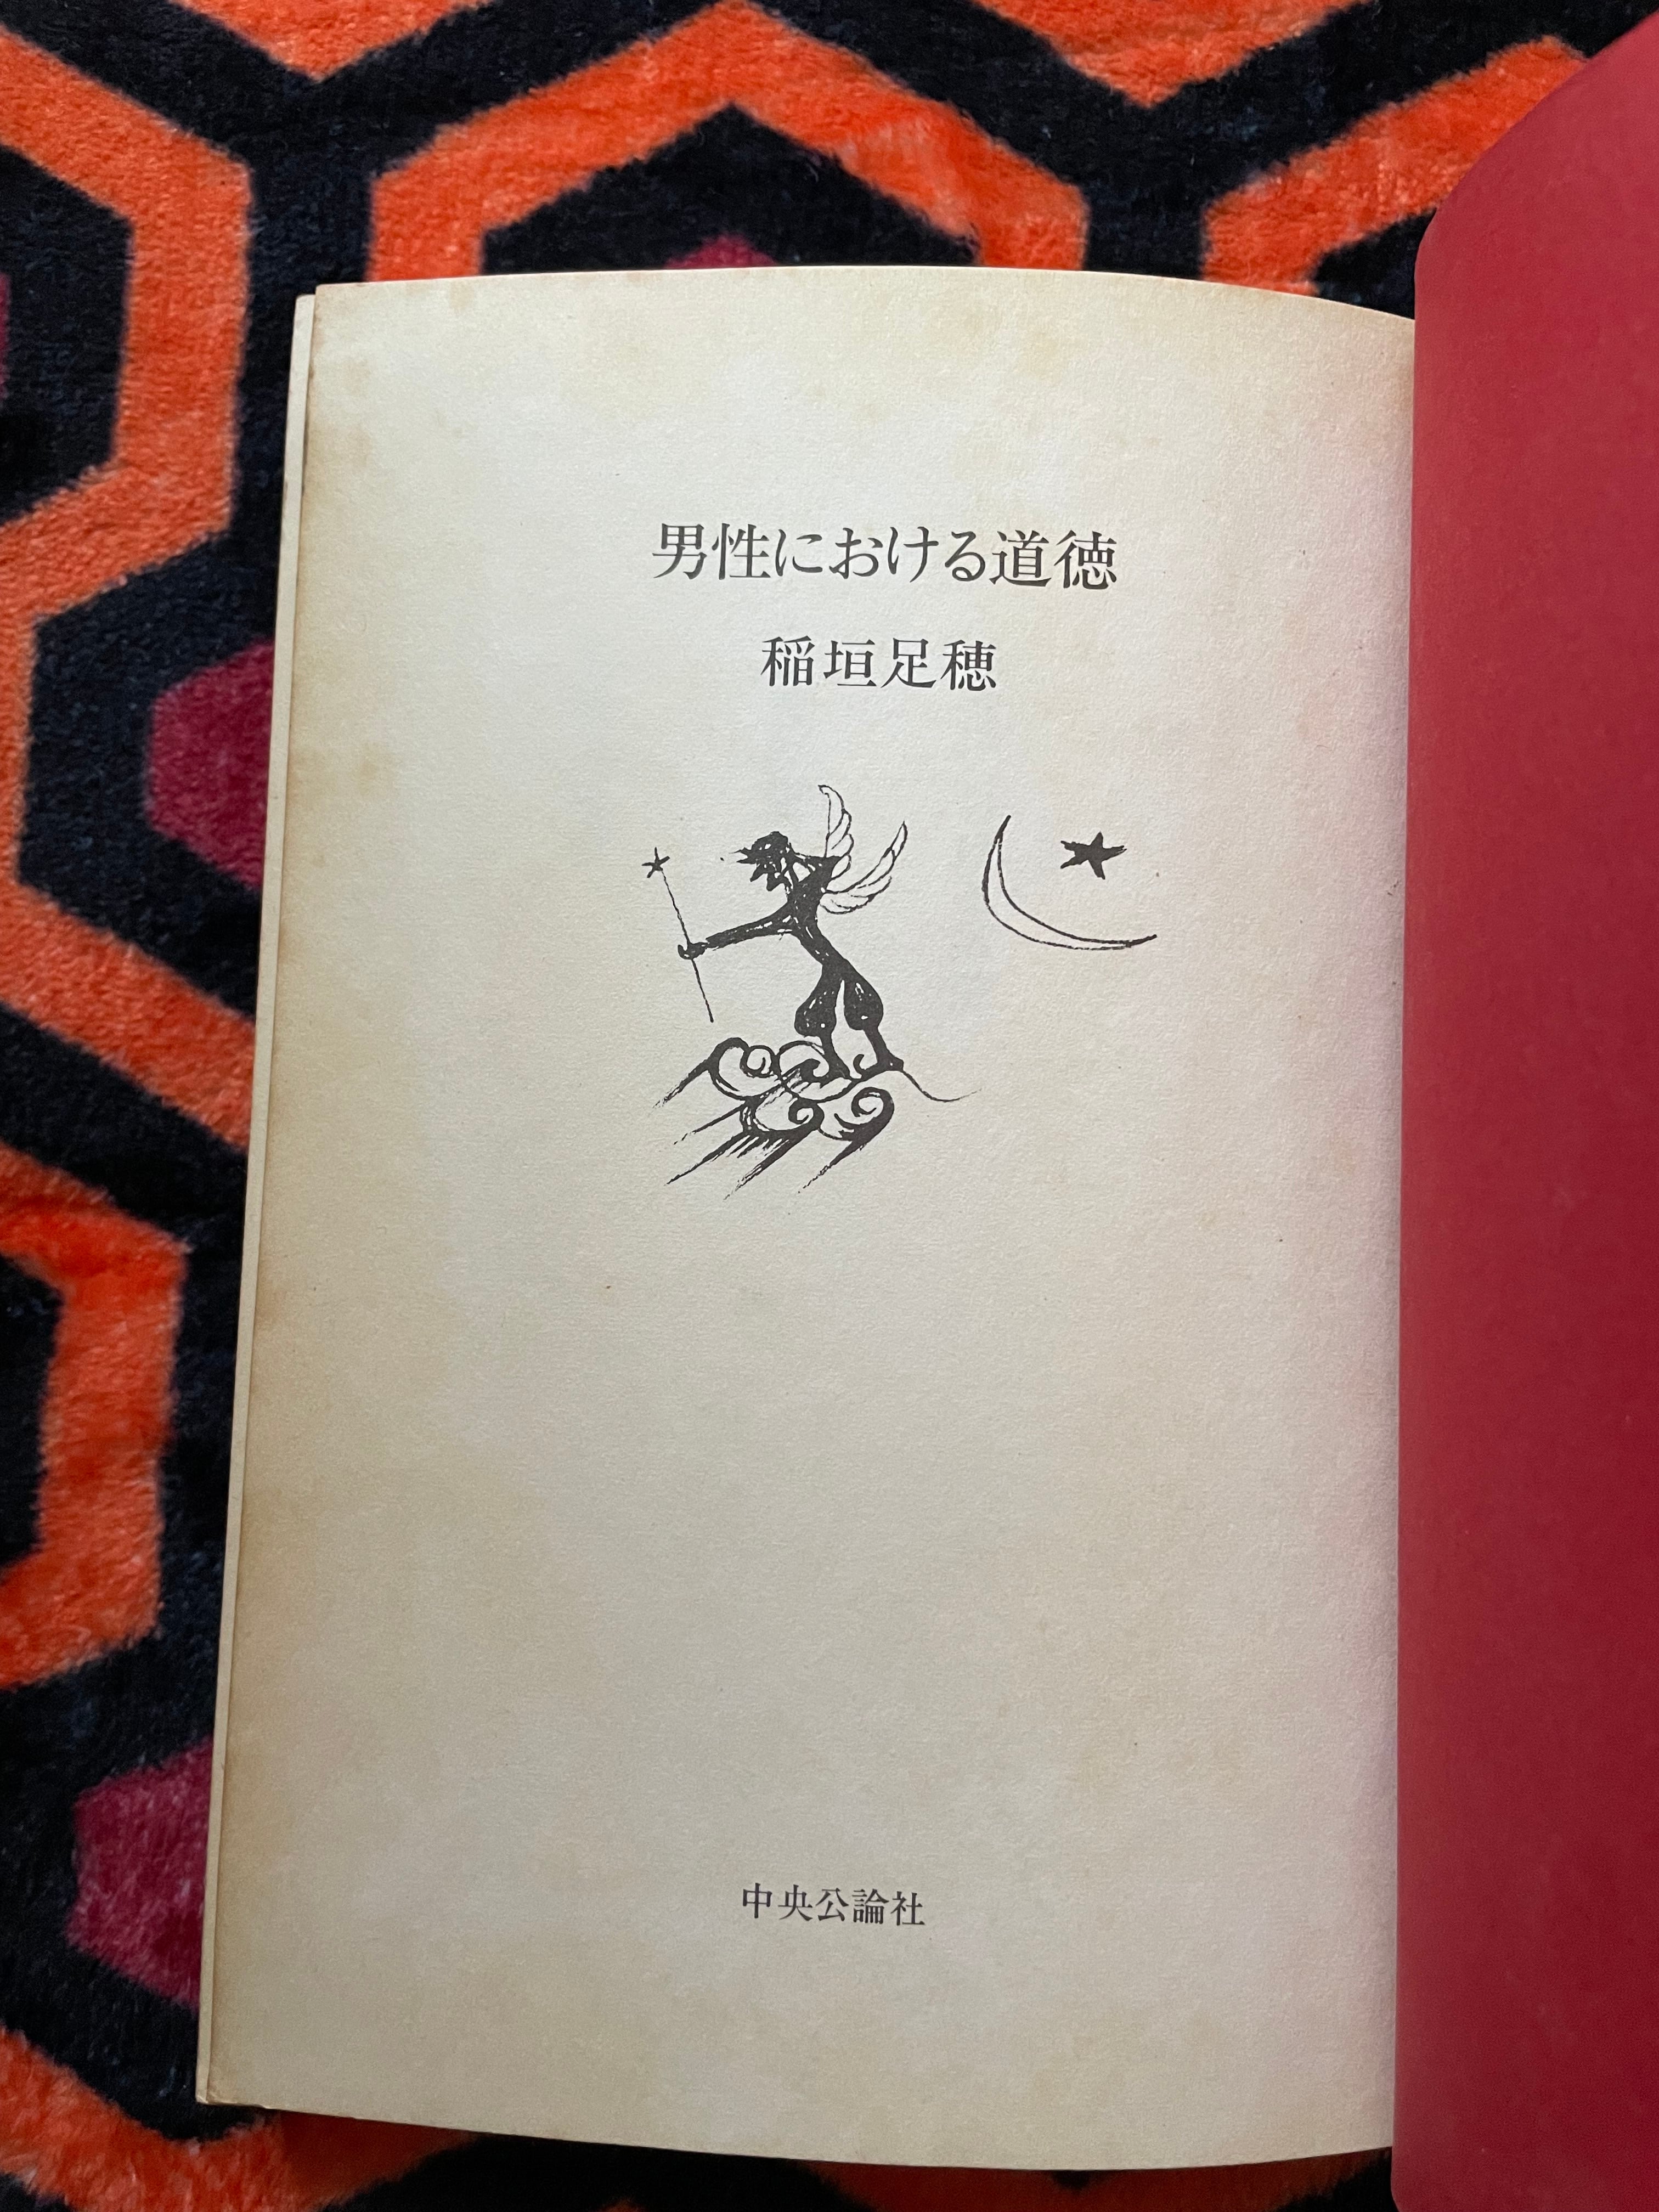 男性における道徳
稲垣足穂
中央公論社